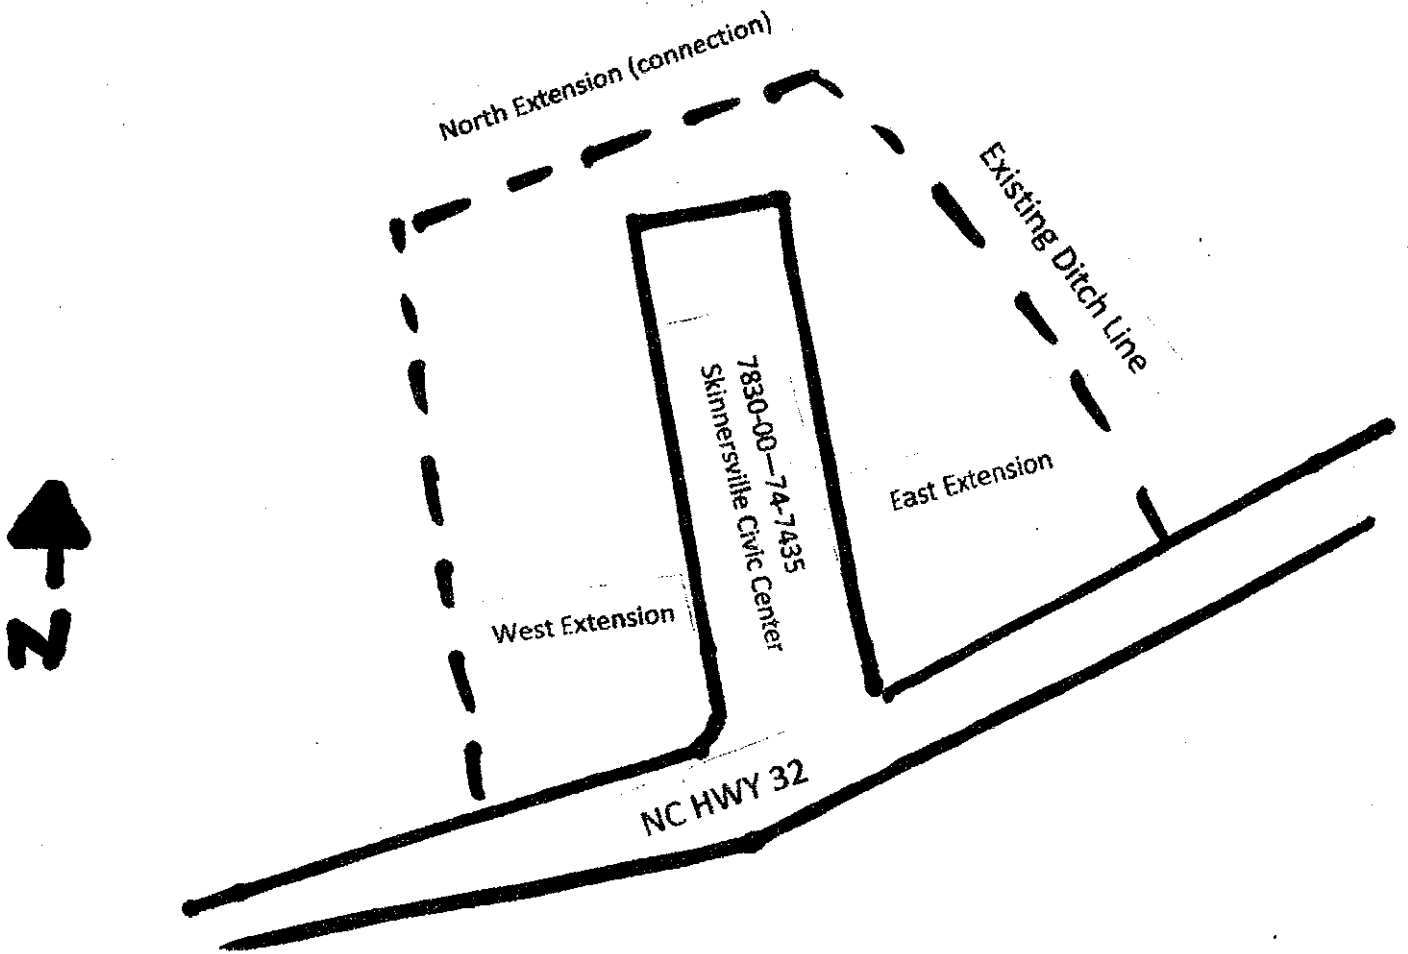 North Extension (connection)
Existing Ditch Line
7830-00—74-7435
Skinnersville Civic Center
East Extension
West Extension
NC HWY 32
N